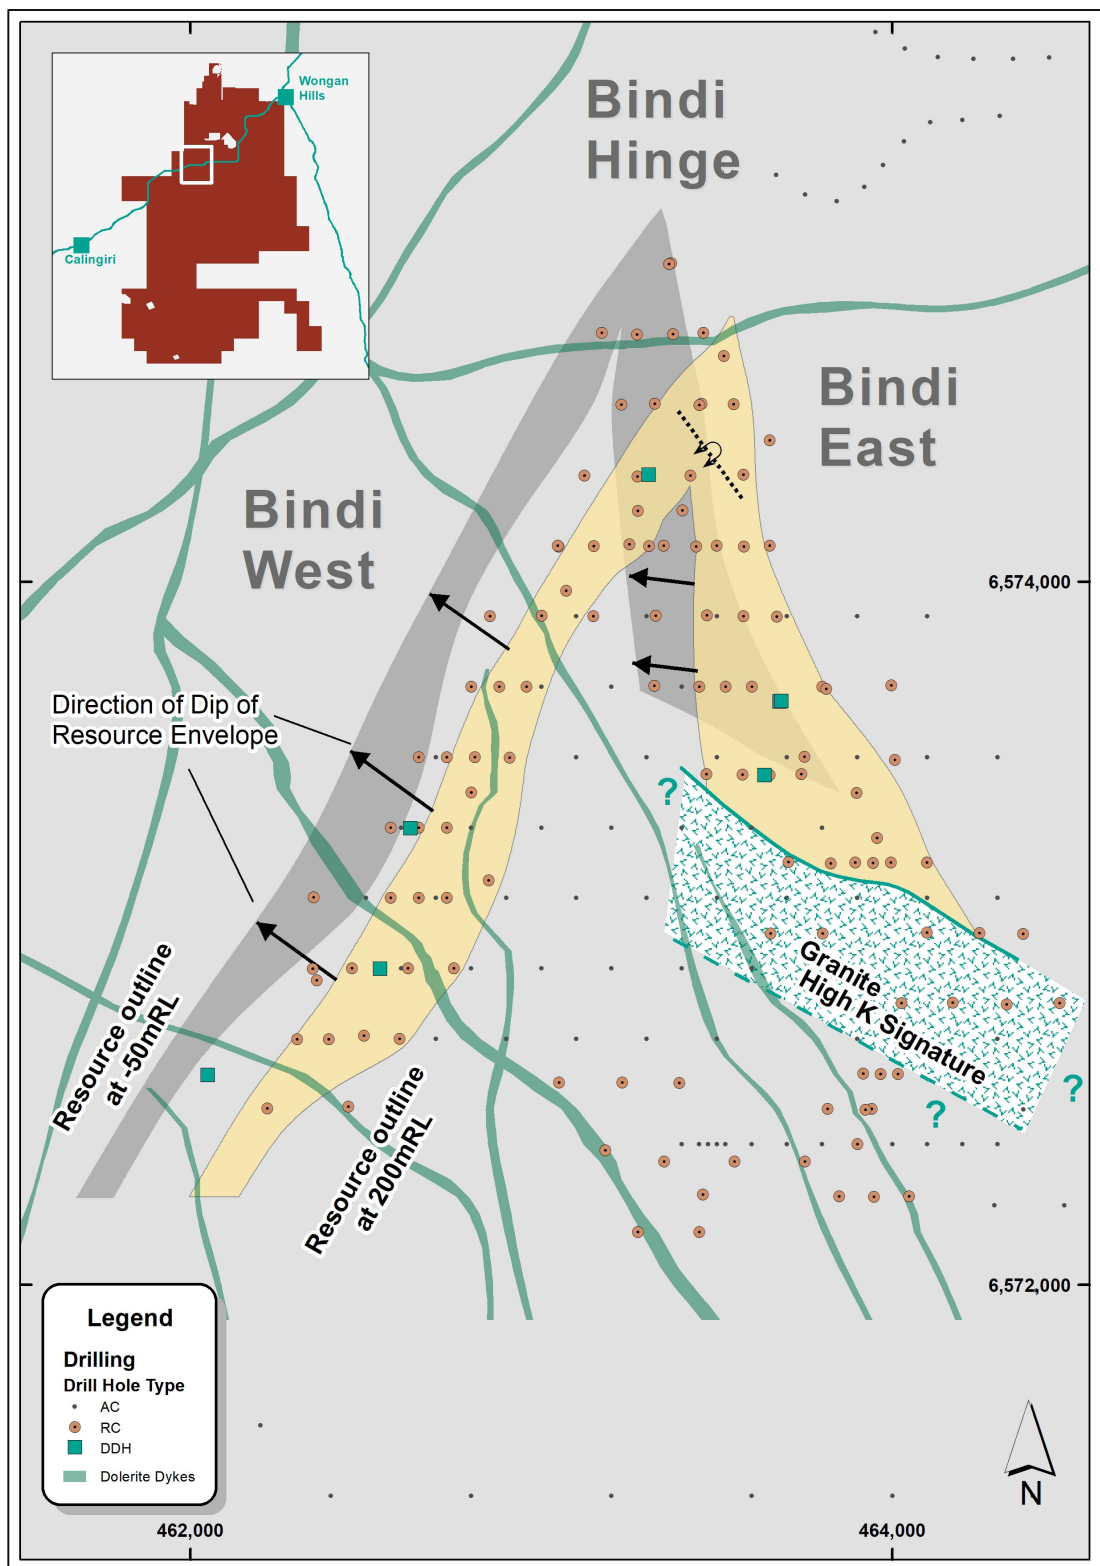 Wongan
Hills
Calingiri
Bindi
Hinge
Bindi
East
Bindi
West
6,574,000
Direction of Dip of
Resource Envelope
?
Granite
High K Signature
?
?
Resource outline
at -50mRL
Resource outline
at 200mRL
6,572,000
Legend
Drilling
Drill Hole Type
AC
RC
DDH
Dolerite Dykes
N
462,000
464,000